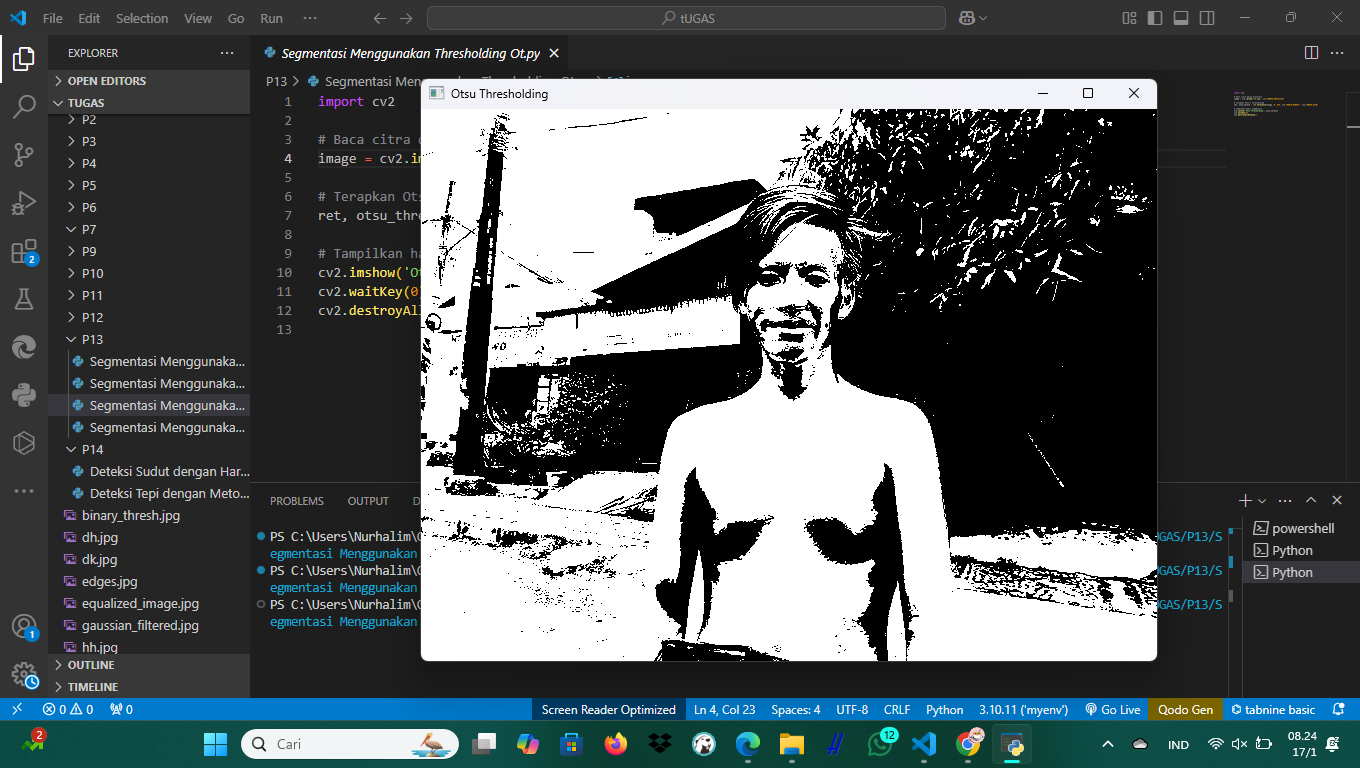 File Edit Selection View Go Run ···
tUGAS
EXPLORER
OPEN EDITORS
TUGAS
P2
P3
P4
P5
P6
P7
P9
P10
P11
P12
P13
Segmentasi Menggunaka...
Segmentasi Menggunaka...
Segmentasi Menggunaka...
Segmentasi Menggunaka...
P14
Deteksi Sudut dengan Har...
Deteksi Tepi dengan Meto...
binary_thresh.jpg
dh.jpg
dk.jpg
edges.jpg
equalized_image.jpg
gaussian_filtered.jpg
hh.jpg
OUTLINE
TIMELINE
Segmentasi Menggunakan Thresholding Ot.py
P13 > Segmentasi Men
1 import cv2
2
3 # Baca citra
4 image = cv2.im
5
6 # Terapkan Ots
7 ret, otsu_thre
8
9 # Tampilkan ha
10 cv2.imshow('Ot
11 cv2.waitKey(0
12 cv2.destroyAl
13
Otsu Thresholding
PROBLEMS OUTPUT D
PS C:\Users\Nurhalim\ GAS/P13/S
egmentasi Menggunakan
PS C:\Users\Nurhalim\ GAS/P13/S
egmentasi Menggunakan
PS C:\Users\Nurhalim\ GAS/P13/S
egmentasi Menggunakan
powershell
Python
Python
2
1
0 0 0
Screen Reader Optimized Ln 4, Col 23 Spaces: 4 UTF-8 CRLF Python 3.10.11 ('myenv') Go Live Qodo Gen tabnine basic
2
Cari
12
IND
08.24
17/1